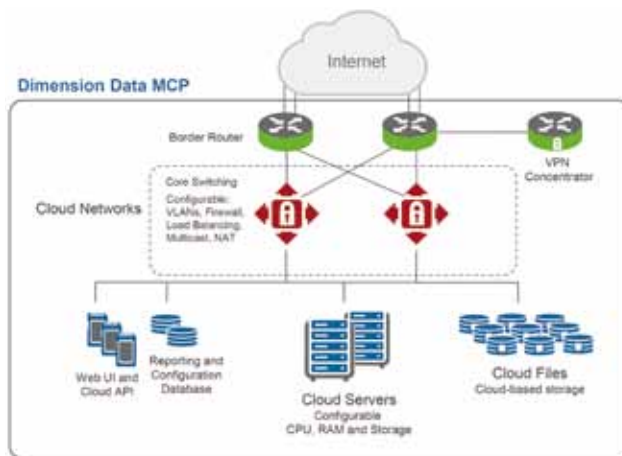 Internet
Dimension Data MCP
Border Router
VPN
Concentrator
Core Switching
Configurable:
VLANs, Firewall,
Load Balancing,
Multicast, NAT
Cloud Networks
Web UI and
Cloud API
Reporting and
Configuration
Database
Cloud Servers
Configurable
CPU, RAM and Storage
Cloud Files
Cloud-based storage